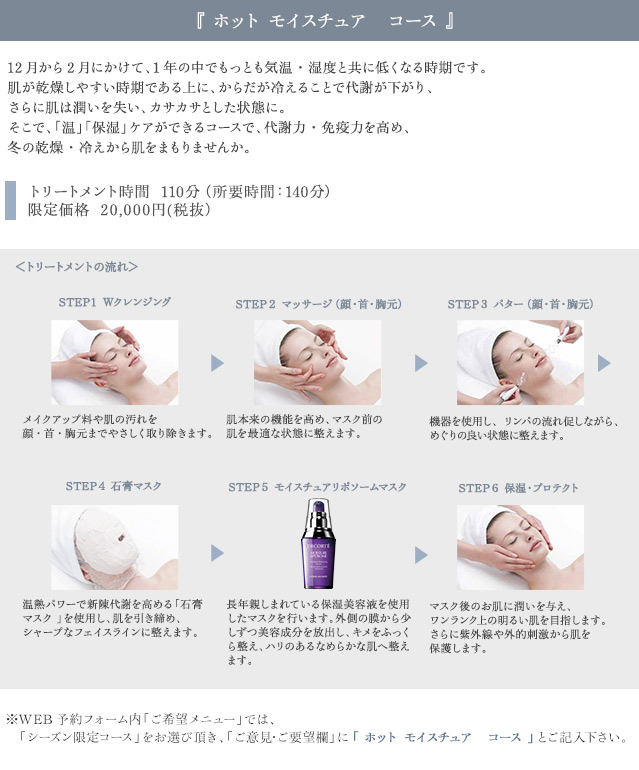 『 ホット モイスチュア コース 』
12月から2月にかけて、1年の中でもっとも気温・湿度と共に低くなる時期です。
肌が乾燥しやすい時期である上に、からだが冷えることで代謝が下がり、
さらに肌は潤いを失い、カサカサとした状態に。
そこで、「温」「保湿」ケアができるコースで、代謝力・免疫力を高め、
冬の乾燥・冷えから肌をまもりませんか。
トリートメント時間 110分（所要時間：140分）
限定価格 20,000円(税抜）
＜トリートメントの流れ＞
STEP1 Wクレンジング
メイクアップ料や肌の汚れを
顔・首・胸元までやさしく取り除きます。
STEP2 マッサージ（顔・首・胸元）
肌本来の機能を高め、マスク前の
肌を最適な状態に整えます。
STEP3 パター（顔・首・胸元）
機器を使用し、リンパの流れ促しながら、
めぐりの良い状態に整えます。
STEP4 石膏マスク
温熱パワーで新陳代謝を高める「石膏
マスク 」を使用し、肌を引き締め、
シャープなフェイスラインに整えます。
STEP5 モイスチュアリポソームマスク
DECORTÉ
長年親しまれている保湿美容液を使用
したマスクを行います。外側の膜から少
しずつ美容成分を放出し、キメをふっく
ら整え、ハリのあるなめらかな肌へ整え
ます。
STEP6 保湿・プロテクト
マスク後のお肌に潤いを与え、
ワンランク上の明るい肌を目指します。
さらに紫外線や外的刺激から肌を
保護します。
※WEB予約フォーム内「ご希望メニュー」では、
「シーズン限定コース」をお選び頂き、「ご意見・ご要望欄」に「 ホット モイスチュア コース 」とご記入下さい。